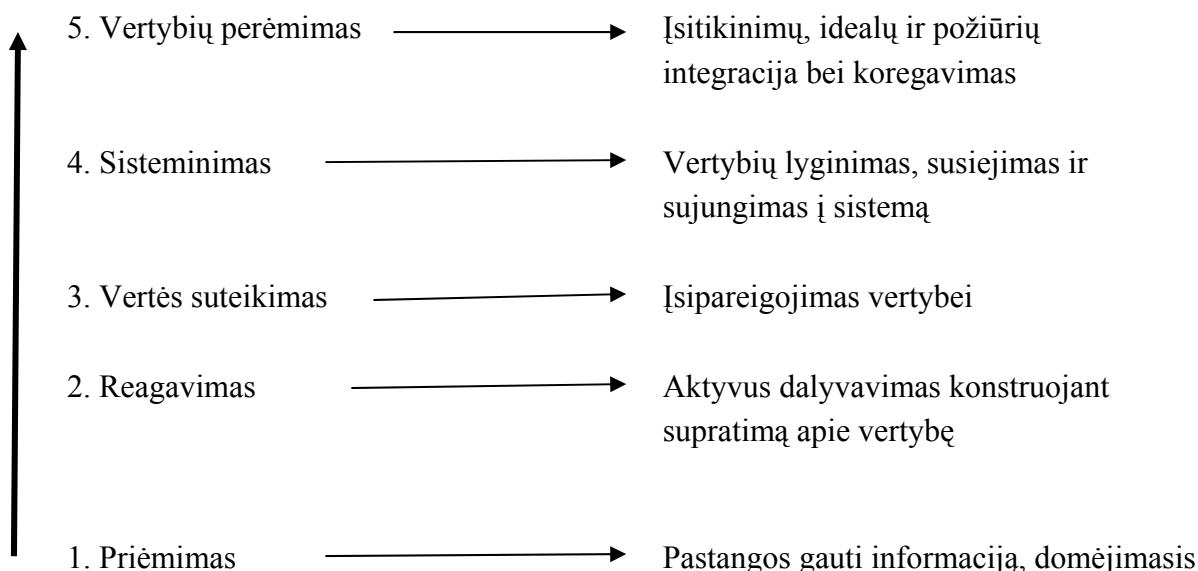 5. Vertybių perėmimas Įsitikinimų, idealų ir požiūrių
integracija bei koregavimas
4. Sisteminimas Vertybių lyginimas, susiejimas ir
sujungimas į sistemą
3. Vertės suteikimas Įsipareigojimas vertybei
2. Reagavimas Aktyvus dalyvavimas konstruojant
supratimą apie vertybę
1. Priėmimas Pastangos gauti informaciją, domėjimasis